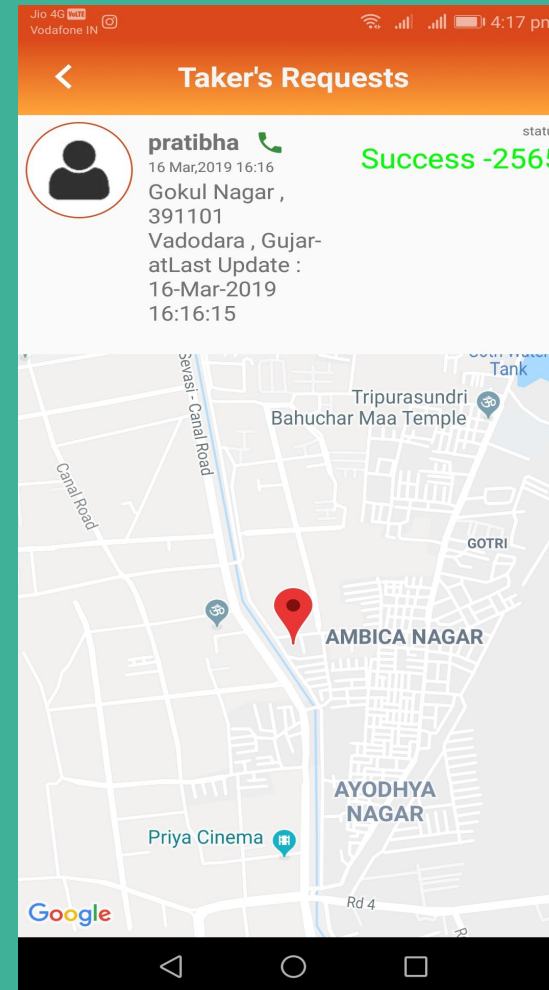 Jio 4G VoLTE
Vodafone IN
4:17 pm
Taker's Requests
pratibha
16 Mar,2019 16:16
statu
Success -2565
Gokul Nagar ,
391101
Vadodara , Gujar-
atLast Update :
16-Mar-2019
16:16:15
Tank
Sevasi - Canal Road
Tripurasundri
Bahuchar Maa Temple
Canal Road
GOTRI
AMBICA NAGAR
AYODHYA
NAGAR
Priya Cinema
Rd 4
Google